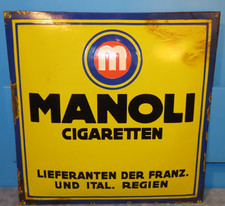 m
MANOLI
CIGARETTEN
LIEFERANTEN DER FRANZ.
UND ITAL. REGIEN